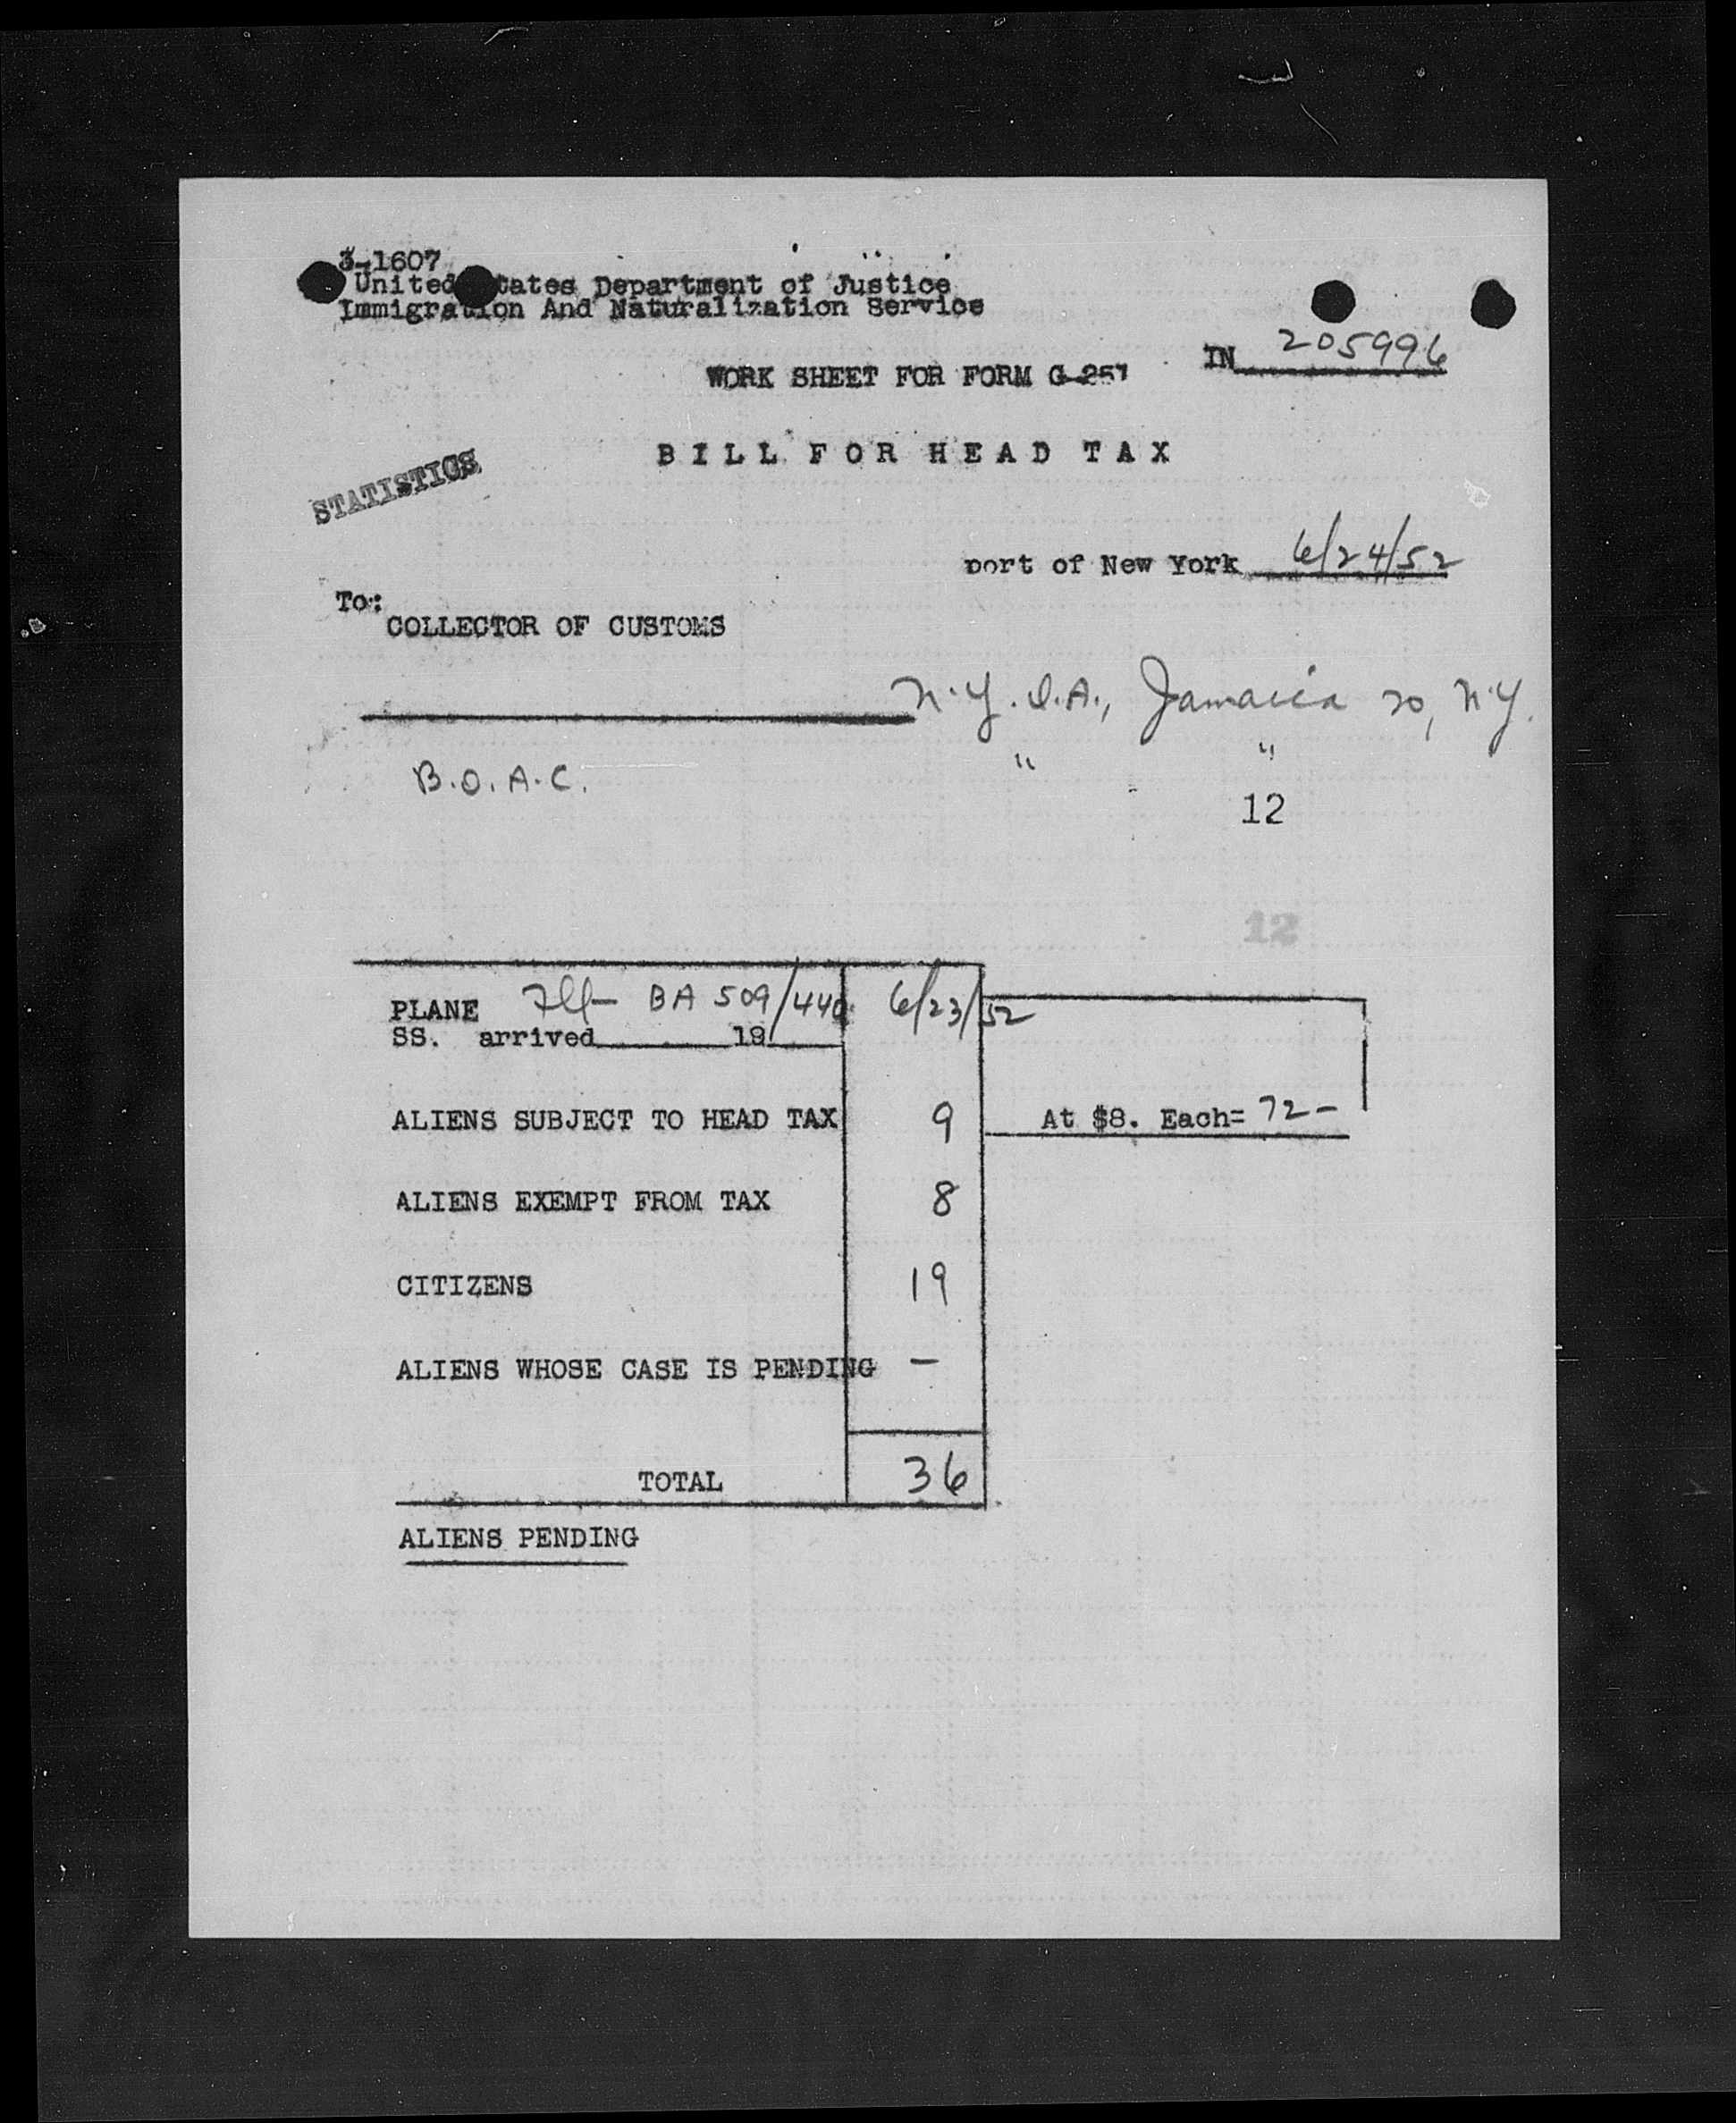 3-1607
United States Department of Justice
Immigration And Naturalization Service
IN 205996
WORK SHEET FOR FORM G-257
BILL FOR HEAD TAX
STATISTICS
port of New York 6/24/52
To:
COLLECTOR OF CUSTOMS
N.Y. I.A., Jamaica 20, N.Y.
" "
B.O.A.C.
12
12
PLANE BA 509/440 6/23/52
SS. arrived 19
ALIENS SUBJECT TO HEAD TAX 9 At $8. Each= 72-
ALIENS EXEMPT FROM TAX 8
CITIZENS 19
ALIENS WHOSE CASE IS PENDING -
TOTAL 36
ALIENS PENDING